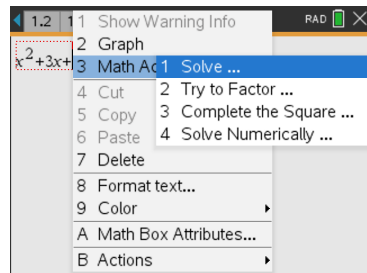 1.2 1 RAD
1 Show Warning Info
2 Graph
x²+3x+ 3 Math Ac 1 Solve ...
2 Try to Factor ...
3 Complete the Square ...
4 Solve Numerically ...
4 Cut
5 Copy
6 Paste
7 Delete
8 Format text...
9 Color
A Math Box Attributes...
B Actions